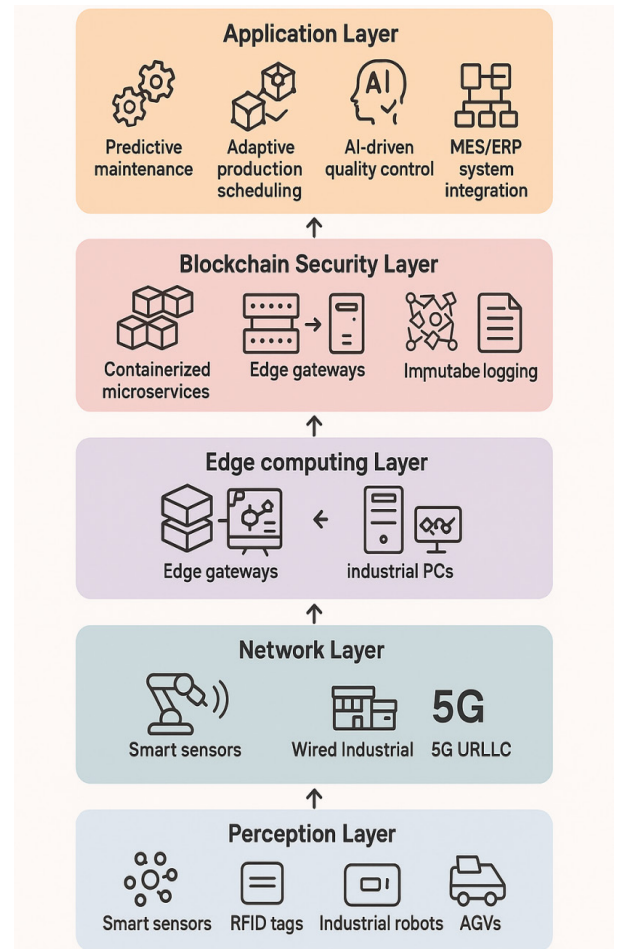 Application Layer
AI
Predictive
maintenance
Adaptive
production
scheduling
AI-driven
quality control
MES/ERP
system
integration
Blockchain Security Layer
Containerized
microservices
Edge gateways
Immutabe logging
Edge computing Layer
Edge gateways
industrial PCs
Network Layer
5G
Smart sensors
Wired Industrial
5G URLLC
Perception Layer
Smart sensors
RFID tags
Industrial robots
AGVs